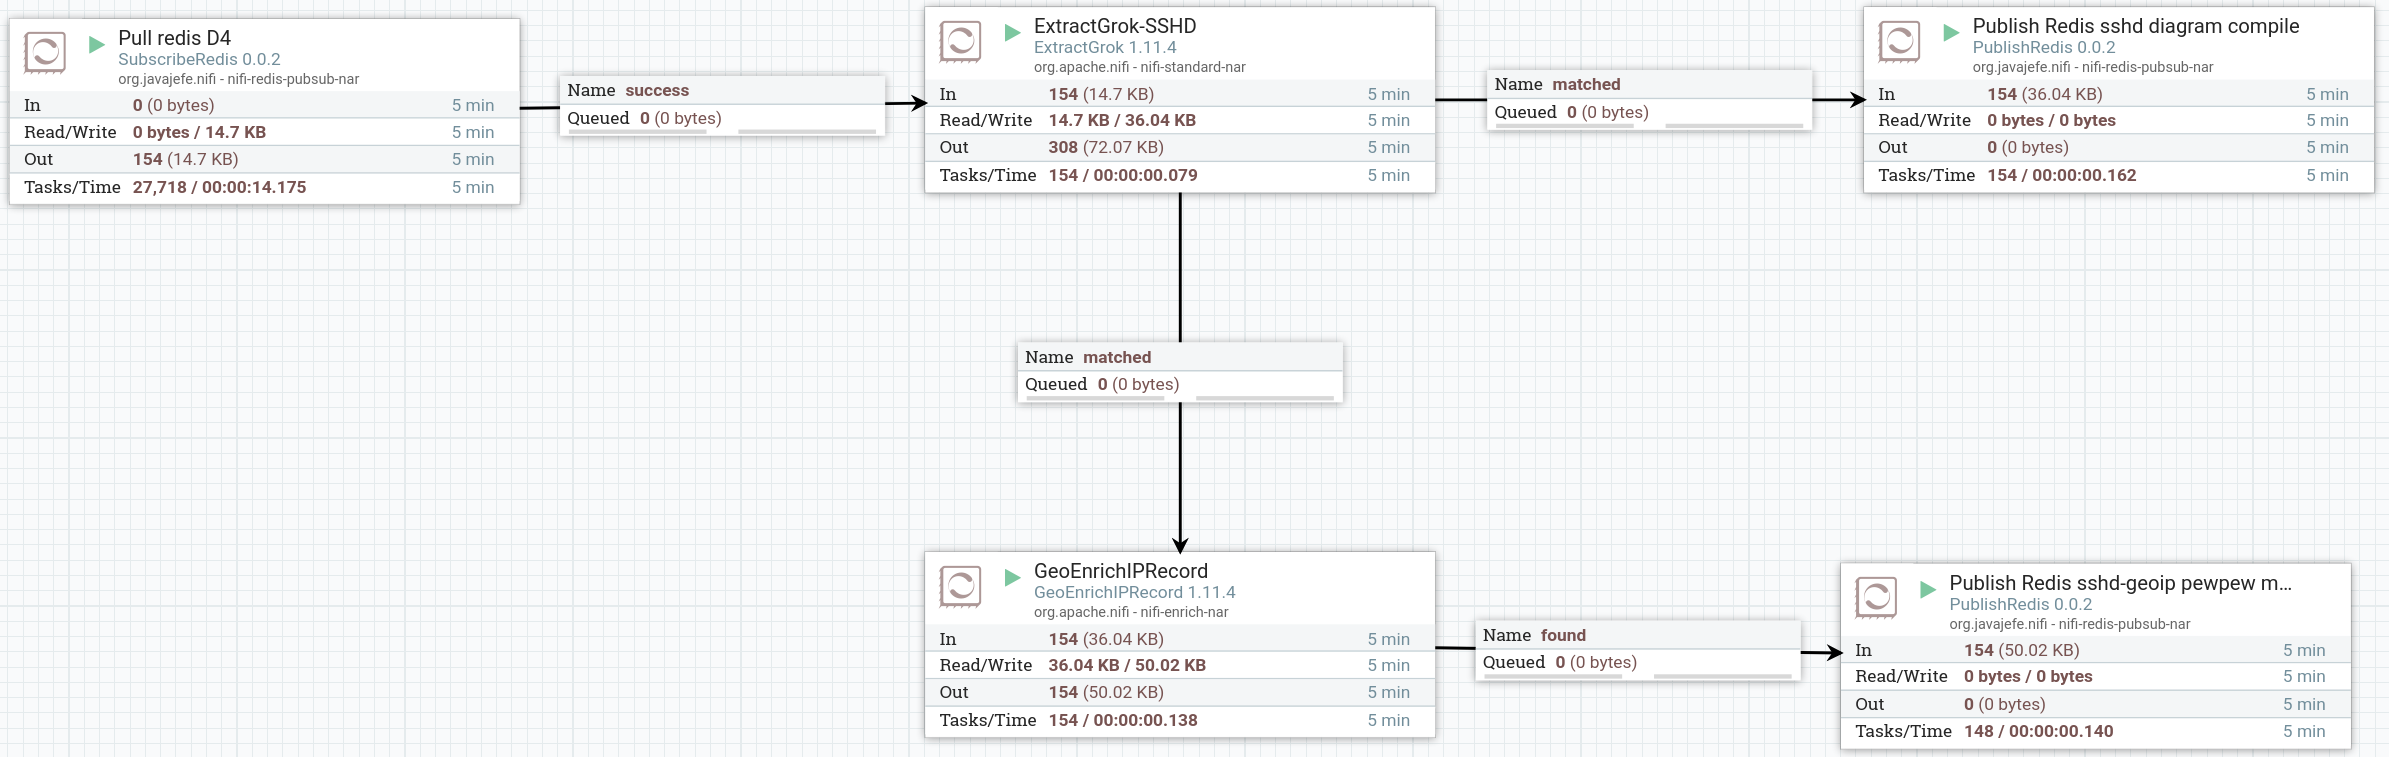 Pull redis D4
SubscribeRedis 0.0.2
org.javajefe.nifi - nifi-redis-pubsub-nar
In 0 (0 bytes) 5 min
Read/Write 0 bytes / 14.7 KB 5 min
Out 154 (14.7 KB) 5 min
Tasks/Time 27,718 / 00:00:14.175 5 min
Name success
Queued 0 (0 bytes)
ExtractGrok-SSHD
ExtractGrok 1.11.4
org.apache.nifi - nifi-standard-nar
In 154 (14.7 KB) 5 min
Read/Write 14.7 KB / 36.04 KB 5 min
Out 308 (72.07 KB) 5 min
Tasks/Time 154 / 00:00:00.079 5 min
Name matched
Queued 0 (0 bytes)
Publish Redis sshd diagram compile
PublishRedis 0.0.2
org.javajefe.nifi - nifi-redis-pubsub-nar
In 154 (36.04 KB) 5 min
Read/Write 0 bytes / 0 bytes 5 min
Out 0 (0 bytes) 5 min
Tasks/Time 154 / 00:00:00.162 5 min
Name matched
Queued 0 (0 bytes)
GeoEnrichIPRecord
GeoEnrichIPRecord 1.11.4
org.apache.nifi - nifi-enrich-nar
In 154 (36.04 KB) 5 min
Read/Write 36.04 KB / 50.02 KB 5 min
Out 154 (50.02 KB) 5 min
Tasks/Time 154 / 00:00:00.138 5 min
Name found
Queued 0 (0 bytes)
Publish Redis sshd-geoip pewpew m...
PublishRedis 0.0.2
org.javajefe.nifi - nifi-redis-pubsub-nar
In 154 (50.02 KB) 5 min
Read/Write 0 bytes / 0 bytes 5 min
Out 0 (0 bytes) 5 min
Tasks/Time 148 / 00:00:00.140 5 min